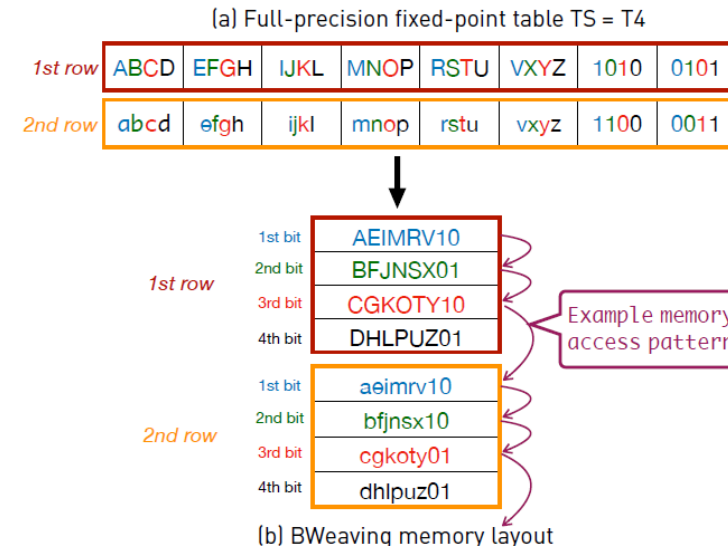 (a) Full-precision fixed-point table TS = T4
1st row ABCD EFGH IJKL MNOP RSTU VXYZ 1010 0101
2nd row abcd efgh ijkl mnop rstu vxyz 1100 0011
1st bit AEIMRV10
2nd bit BFJNSX01
1st row
3rd bit CGKOTY10
4th bit DHLPUZ01
Example memory
access pattern
1st bit aeimrv10
2nd bit bfjnsx10
2nd row
3rd bit cgkoty01
4th bit dhlpuz01
(b) BWeaving memory layout